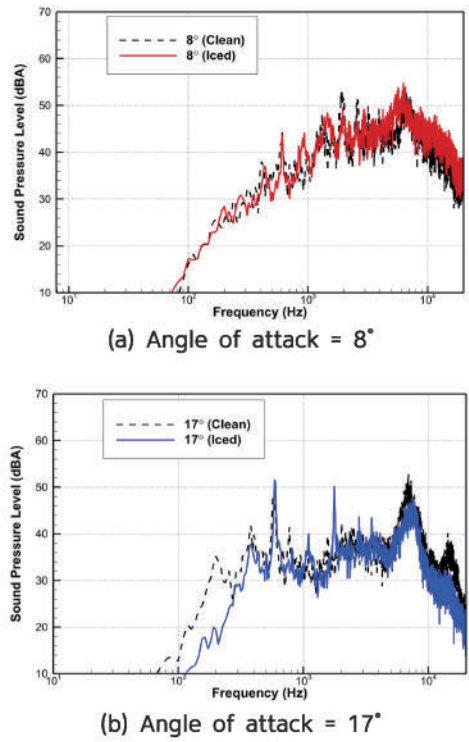 70
60
50
40
30
20
10
Sound Pressure Level (dBA)
8° (Clean)
8° (Iced)
10¹
10²
10³
10⁴
Frequency (Hz)
(a) Angle of attack = 8°
70
60
50
40
30
20
10
Sound Pressure Level (dBA)
17° (Clean)
17° (Iced)
10¹
10²
10³
10⁴
Frequency (Hz)
(b) Angle of attack = 17°